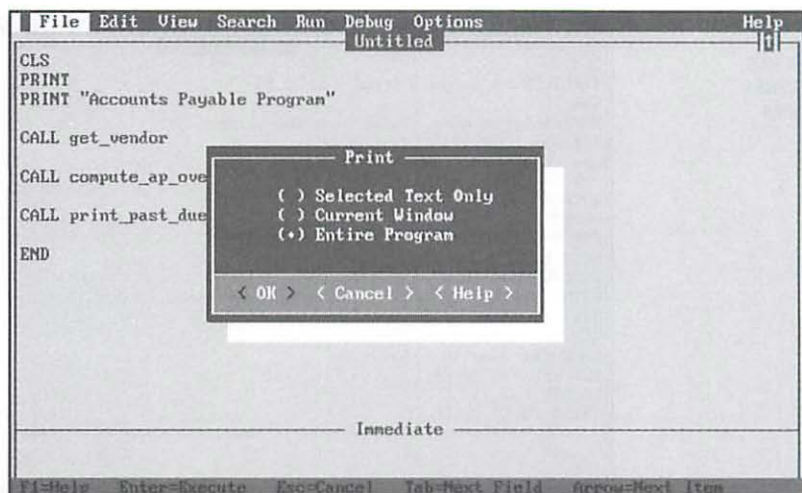 File Edit View Search Run Debug Options Help
Untitled
CLS
PRINT
PRINT "Accounts Payable Program"
CALL get_vendor
CALL compute_ap_ove
CALL print_past_due
END
Print
( ) Selected Text Only
( ) Current Window
(•) Entire Program
< OK > < Cancel > < Help >
Immediate
F1=Help Enter=Execute Esc=Cancel Tab=Next Field Arrow=Next Item